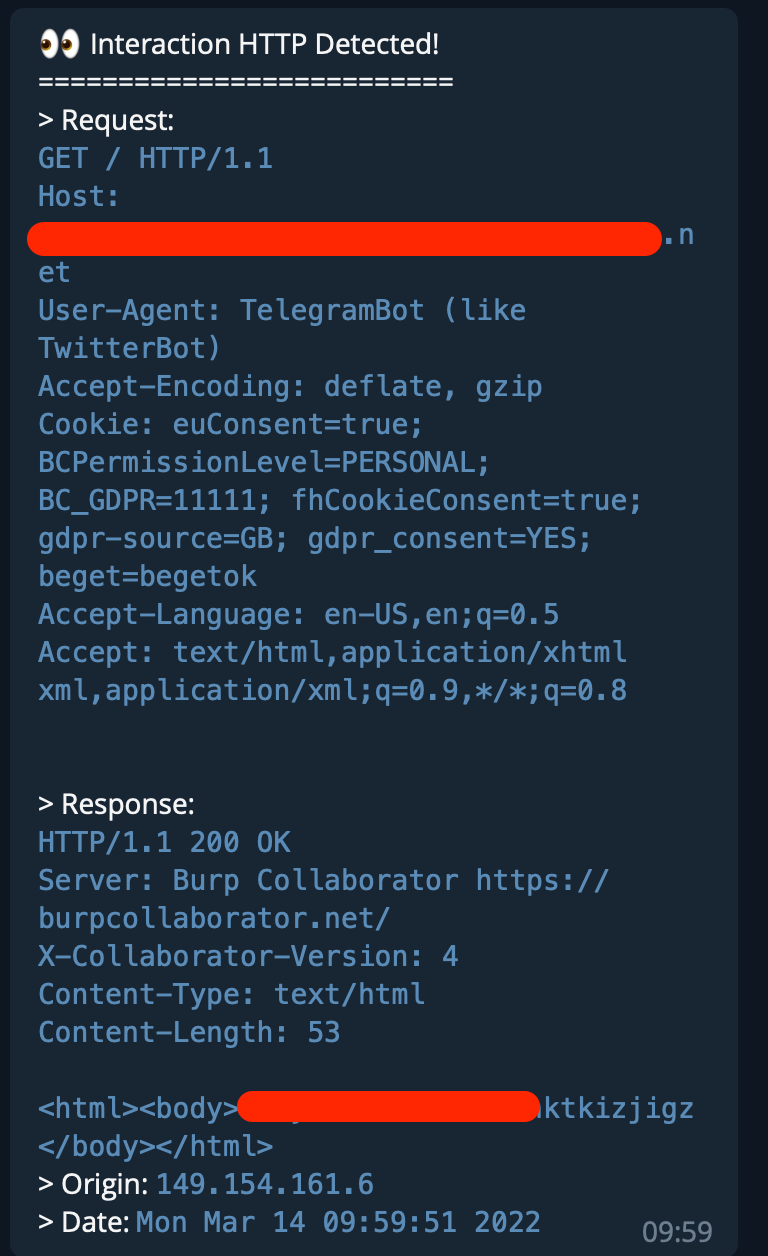 👀 Interaction HTTP Detected!
==========================
> Request:
GET / HTTP/1.1
Host:
.n
et
User-Agent: TelegramBot (like
TwitterBot)
Accept-Encoding: deflate, gzip
Cookie: euConsent=true;
BCPermissionLevel=PERSONAL;
BC_GDPR=11111; fhCookieConsent=true;
gdpr-source=GB; gdpr_consent=YES;
beget=begetok
Accept-Language: en-US,en;q=0.5
Accept: text/html,application/xhtml
xml,application/xml;q=0.9,*/*;q=0.8
> Response:
HTTP/1.1 200 OK
Server: Burp Collaborator https://
burpcollaborator.net/
X-Collaborator-Version: 4
Content-Type: text/html
Content-Length: 53
<html><body> ktkizjigz
</body></html>
> Origin: 149.154.161.6
> Date: Mon Mar 14 09:59:51 2022
09:59